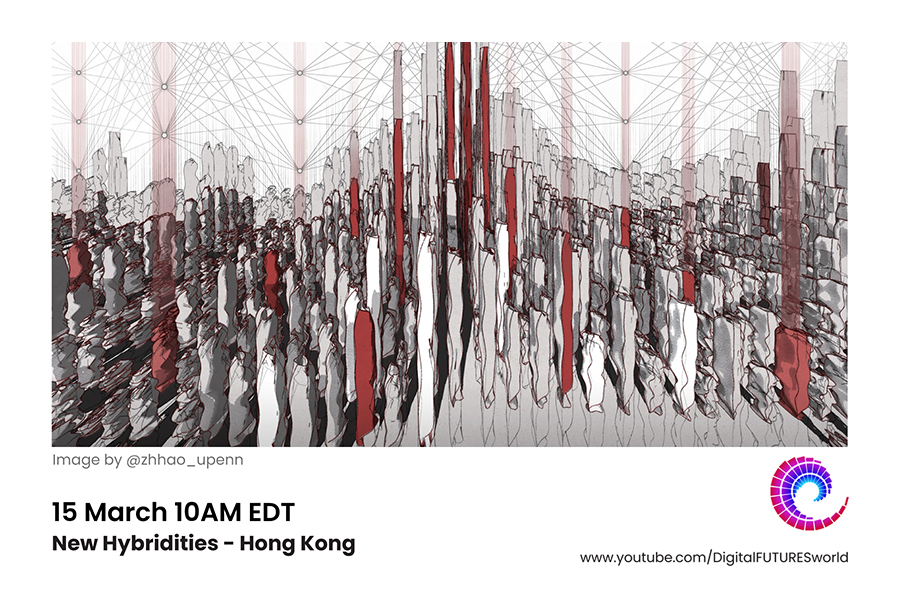 Image by @zhhao_upenn
15 March 10AM EDT
New Hybridities - Hong Kong
www.youtube.com/DigitalFUTURESworld